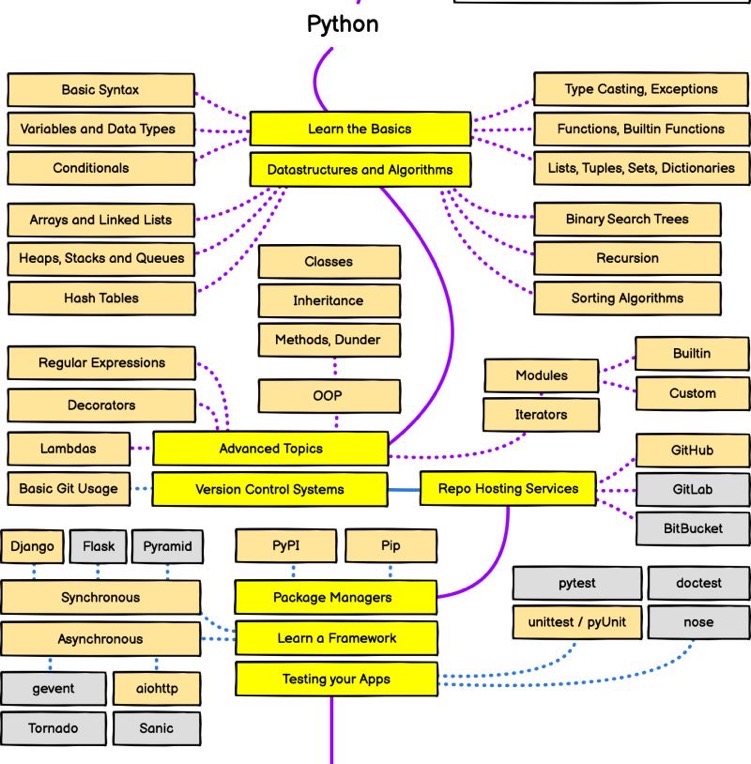 Python
Basic Syntax
Variables and Data Types
Conditionals
Learn the Basics
Datastructures and Algorithms
Type Casting, Exceptions
Functions, Builtin Functions
Lists, Tuples, Sets, Dictionaries
Arrays and Linked Lists
Heaps, Stacks and Queues
Hash Tables
Binary Search Trees
Recursion
Sorting Algorithms
Classes
Inheritance
Methods, Dunder
OOP
Regular Expressions
Decorators
Lambdas
Advanced Topics
Modules
Iterators
Builtin
Custom
Basic Git Usage
Version Control Systems
Repo Hosting Services
GitHub
GitLab
BitBucket
Django
Flask
Pyramid
Synchronous
Asynchronous
gevent
aiohttp
Tornado
Sanic
PyPI
Pip
Package Managers
Learn a Framework
Testing your Apps
pytest
doctest
unittest / pyUnit
nose